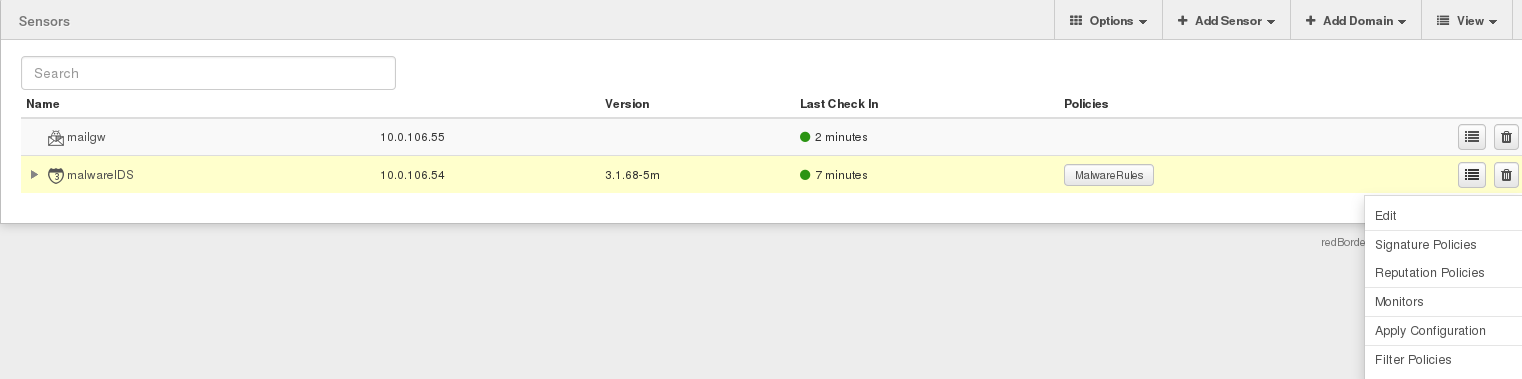 Sensors Options Add Sensor Add Domain View
Search
Name Version Last Check In Policies
mailgw 10.0.106.55 2 minutes
malwareIDS 10.0.106.54 3.1.68-5m 7 minutes MalwareRules
Edit
redBorde Signature Policies
Reputation Policies
Monitors
Apply Configuration
Filter Policies